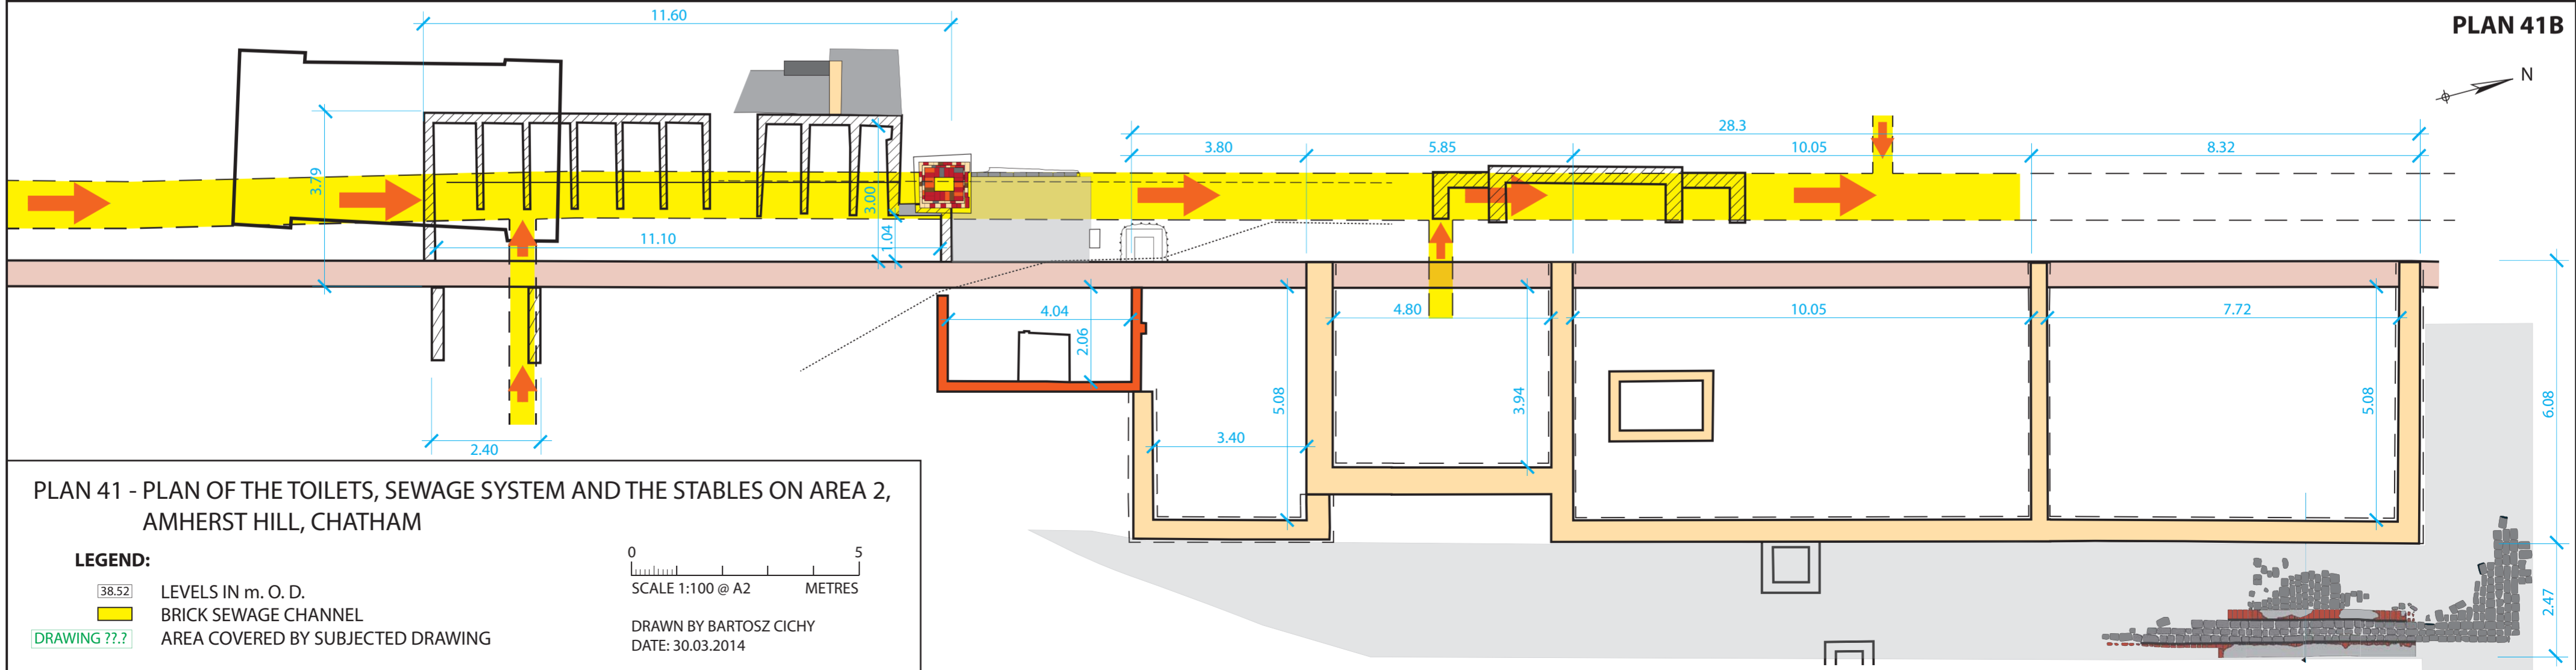 PLAN 41B
N
11.60
3.79
11.10
3.00
1.04
2.40
28.3
3.80
5.85
10.05
8.32
4.04
2.06
5.08
3.40
4.80
3.94
10.05
7.72
5.08
6.08
2.47
PLAN 41 - PLAN OF THE TOILETS, SEWAGE SYSTEM AND THE STABLES ON AREA 2,
AMHERST HILL, CHATHAM
LEGEND:
38.52 LEVELS IN m. O. D.
BRICK SEWAGE CHANNEL
DRAWING ??.? AREA COVERED BY SUBJECTED DRAWING
0 5
SCALE 1:100 @ A2 METRES
DRAWN BY BARTOSZ CICHY
DATE: 30.03.2014